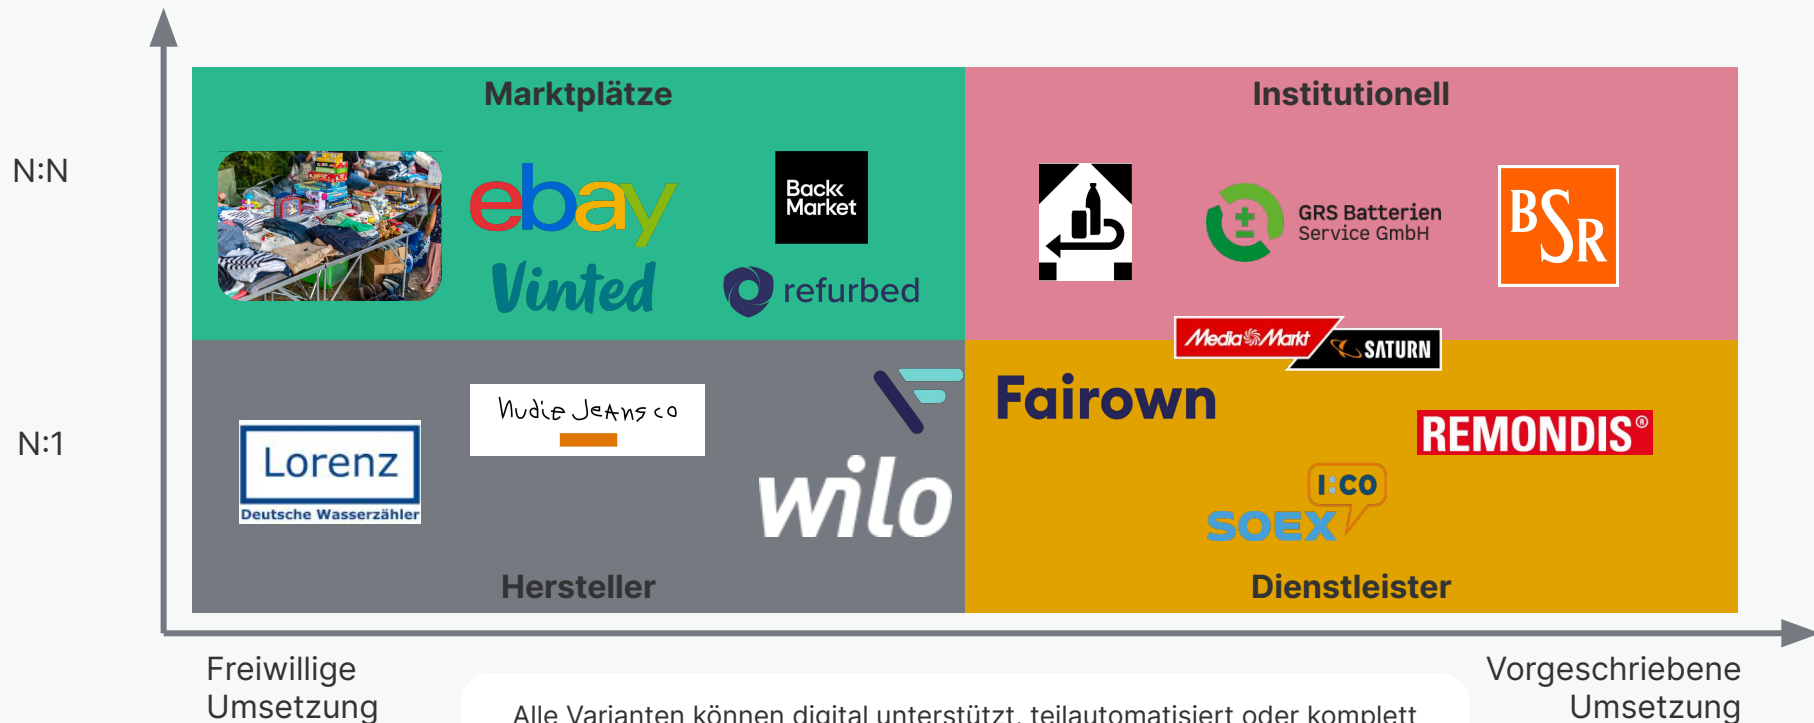 Marktplätze
Institutionell
N:N
ebay
Back
Market
GRS Batterien
Service GmbH
BSR
Vinted
refurbed
MediaMarkt
SATURN
Fairown
nudie Jeans co
REMONDIS®
N:1
Lorenz
Deutsche Wasserzähler
wilo
I:CO
SOEX
Hersteller
Dienstleister
Freiwillige
Umsetzung
Vorgeschriebene
Umsetzung
Alle Varianten können digital unterstützt, teilautomatisiert oder komplett